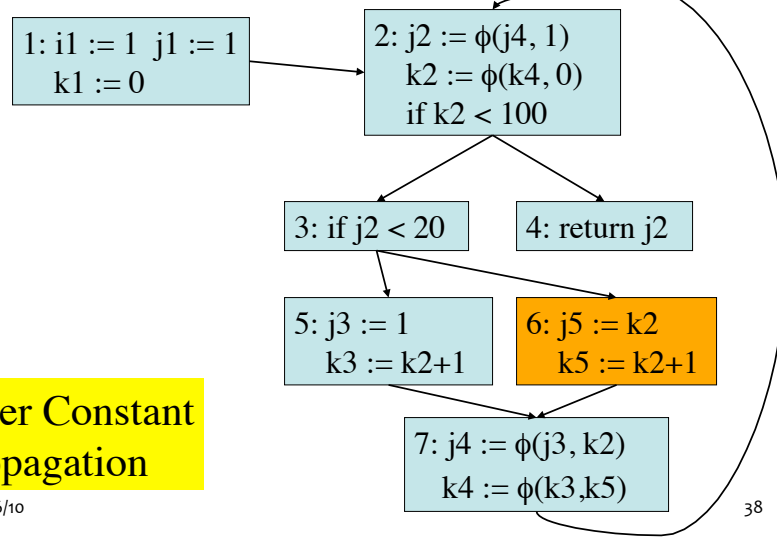 1: i1 := 1 j1 := 1
k1 := 0
2: j2 := ϕ(j4, 1)
k2 := ϕ(k4, 0)
if k2 < 100
3: if j2 < 20
4: return j2
5: j3 := 1
k3 := k2+1
6: j5 := k2
k5 := k2+1
7: j4 := ϕ(j3, k2)
k4 := ϕ(k3,k5)
er Constant
pagation
/10
38